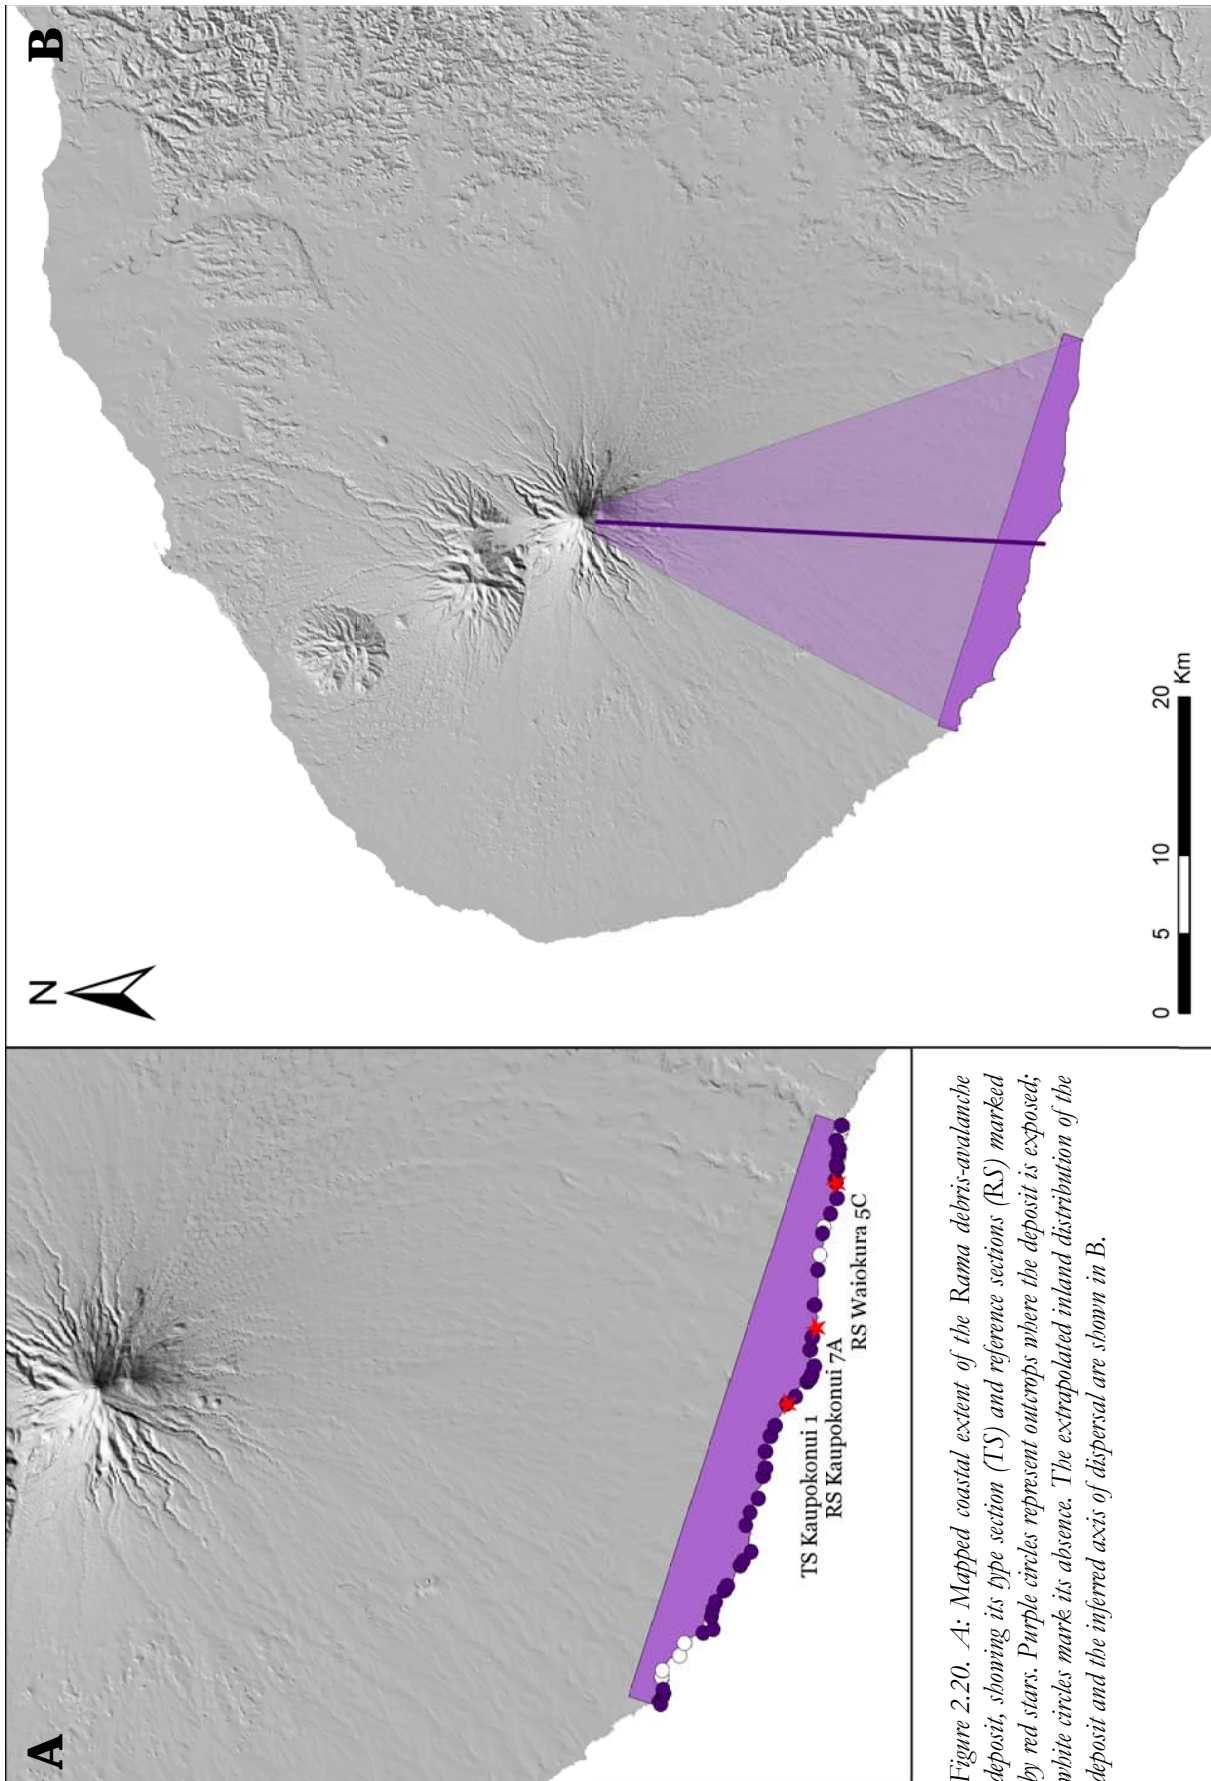 A
TS Kaupokonui 1
RS Kaupokonui 7A
RS Waiokura 5C
B
N
0 5 10 20
Km
Figure 2.20. A: Mapped coastal extent of the Rama debris-avalanche
deposit, showing its type section (TS) and reference sections (RS) marked
by red stars. Purple circles represent outcrops where the deposit is exposed;
white circles mark its absence. The extrapolated inland distribution of the
deposit and the inferred axis of dispersal are shown in B.